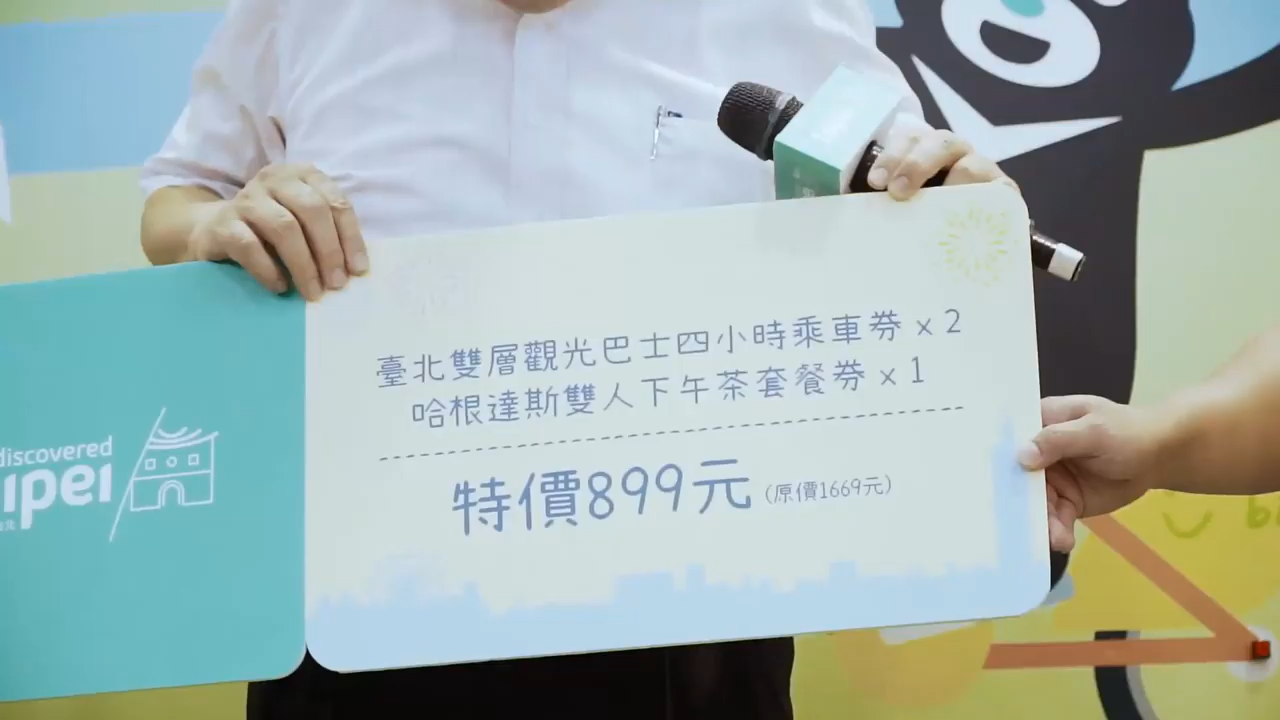 臺北雙層觀光巴士四小時乘車券 x 2
哈根達斯雙人下午茶套餐券 x 1
特價899元 (原價1669元)
discovered